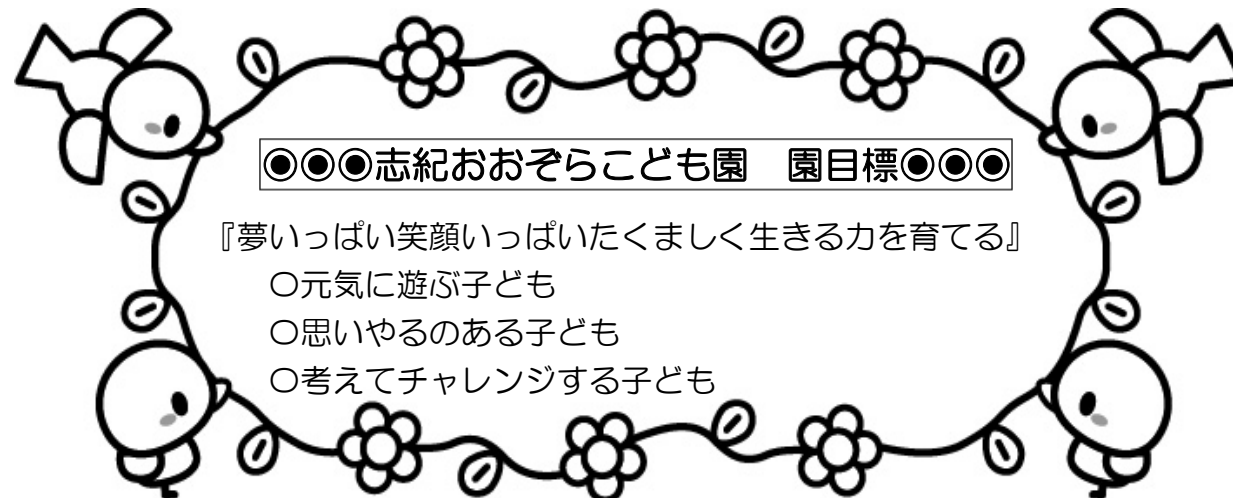 ◉◉◉志紀おおぞらこども園　園目標◉◉◉
『夢いっぱい笑顔いっぱいたくましく生きる力を育てる』
〇元気に遊ぶ子ども
〇思いやるのある子ども
〇考えてチャレンジする子ども